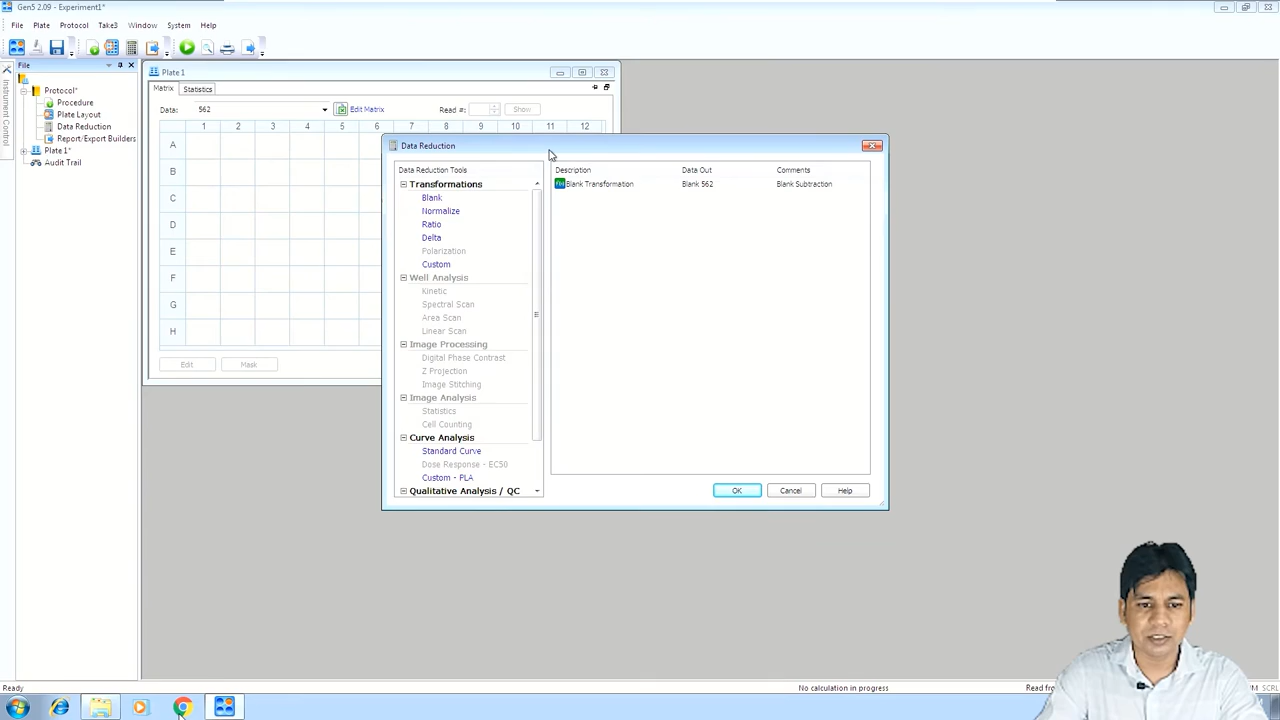 Gen5 2.09 - Experiment1*
File Plate Protocol Take3 Window System Help
File
Instrument Control
Protocol*
Procedure
Plate Layout
Data Reduction
Report/Export Builders
Plate 1*
Audit Trail
Plate 1
Matrix Statistics
Data: 562 Edit Matrix Read #: Show
1 2 3 4 5 6 7 8 9 10 11 12
A
B
C
D
E
F
G
H
Edit Mask
Data Reduction
Data Reduction Tools
Transformations
Blank
Normalize
Ratio
Delta
Polarization
Custom
Well Analysis
Kinetic
Spectral Scan
Area Scan
Linear Scan
Image Processing
Digital Phase Contrast
Z Projection
Image Stitching
Image Analysis
Statistics
Cell Counting
Curve Analysis
Standard Curve
Dose Response - EC50
Custom - PLA
Qualitative Analysis / QC
Description Data Out Comments
Blank Transformation Blank 562 Blank Subtraction
OK Cancel Help
Ready No calculation in progress Read SCRL